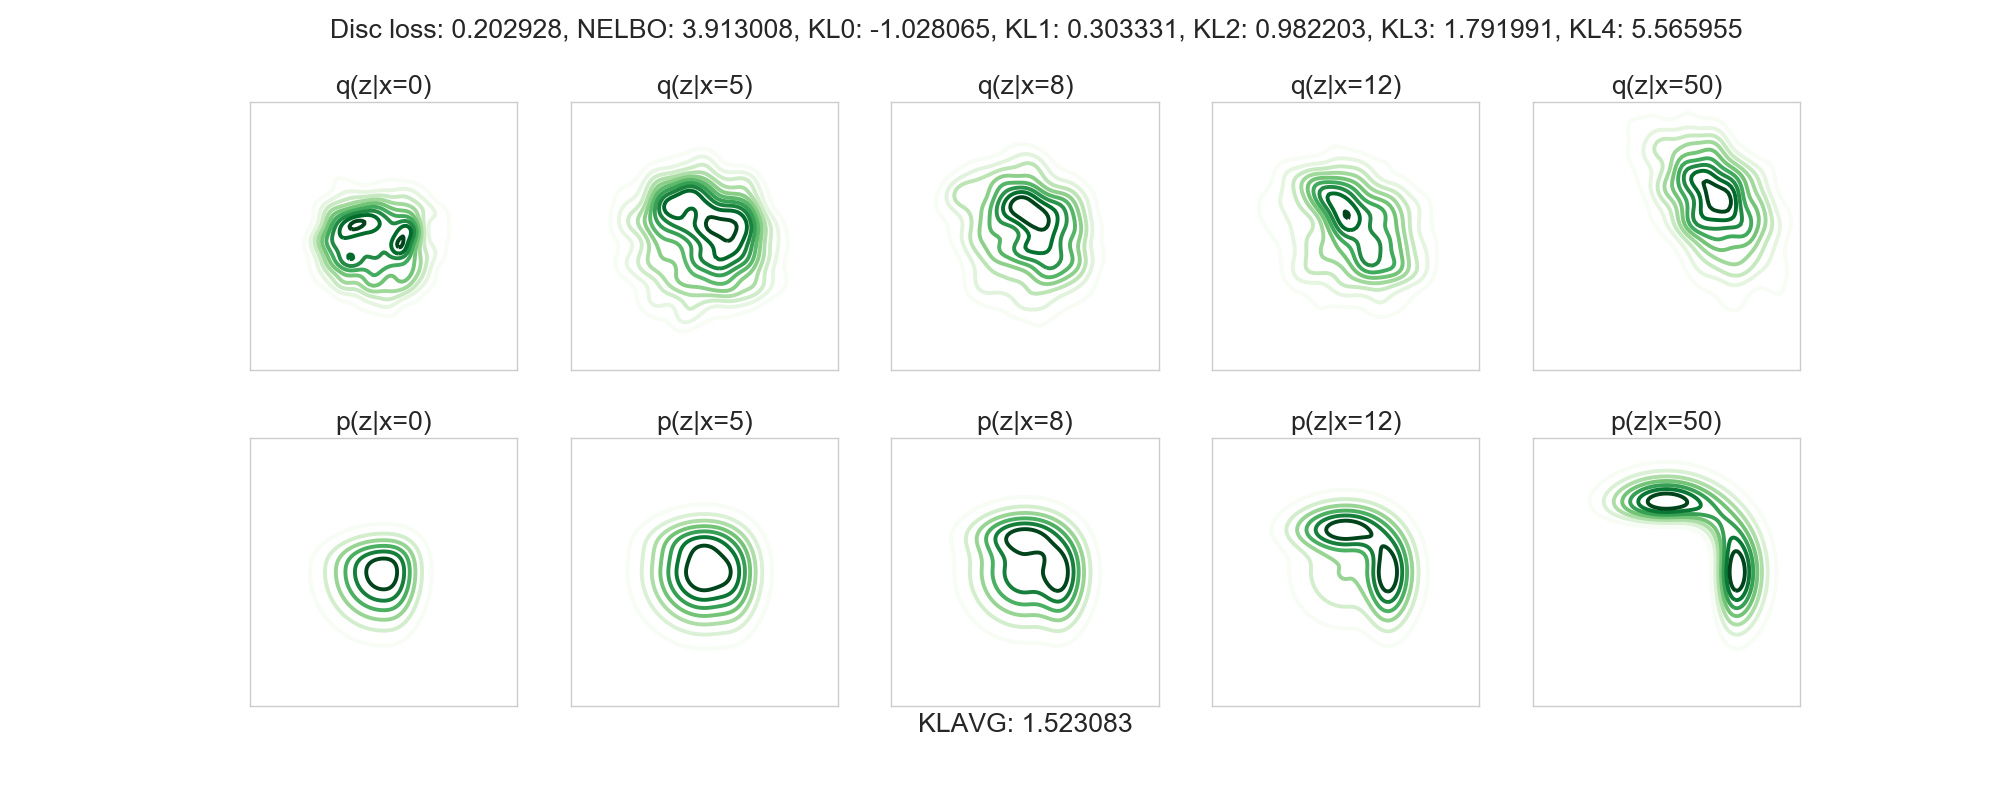 Disc loss: 0.202928, NELBO: 3.913008, KL0: -1.028065, KL1: 0.303331, KL2: 0.982203, KL3: 1.791991, KL4: 5.565955
q(z|x=0) q(z|x=5) q(z|x=8) q(z|x=12) q(z|x=50)
p(z|x=0) p(z|x=5) p(z|x=8) p(z|x=12) p(z|x=50)
KLAVG: 1.523083